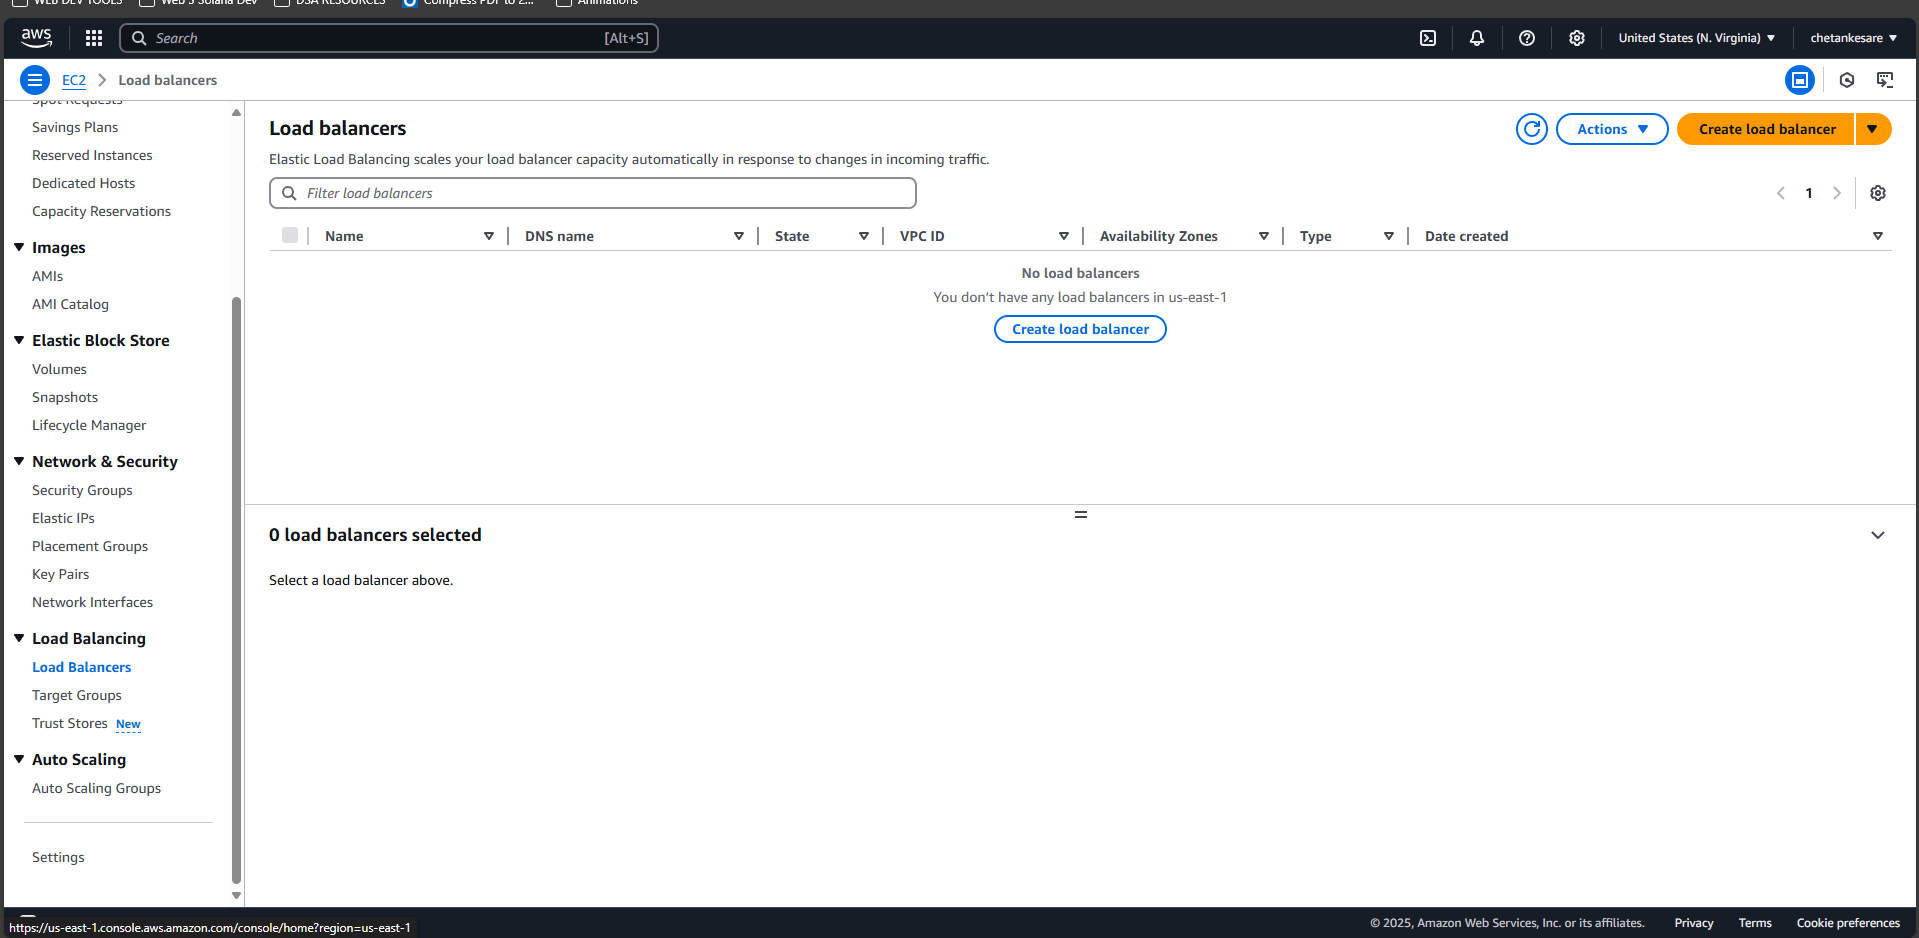 WEB DEV TOOLS Web 3 Solana Dev DSA RESOURCES Compress PDF to 2... Animations
aws Search [Alt+S] United States (N. Virginia) chetankesare
EC2 Load balancers
Spot Requests
Savings Plans
Reserved Instances
Dedicated Hosts
Capacity Reservations
Images
AMIs
AMI Catalog
Elastic Block Store
Volumes
Snapshots
Lifecycle Manager
Network & Security
Security Groups
Elastic IPs
Placement Groups
Key Pairs
Network Interfaces
Load Balancing
Load Balancers
Target Groups
Trust Stores New
Auto Scaling
Auto Scaling Groups
Settings
Load balancers
Actions Create load balancer
Elastic Load Balancing scales your load balancer capacity automatically in response to changes in incoming traffic.
Filter load balancers
1
Name DNS name State VPC ID Availability Zones Type Date created
No load balancers
You don’t have any load balancers in us-east-1
Create load balancer
0 load balancers selected
Select a load balancer above.
https://us-east-1.console.aws.amazon.com/console/home?region=us-east-1
© 2025, Amazon Web Services, Inc. or its affiliates. Privacy Terms Cookie preferences